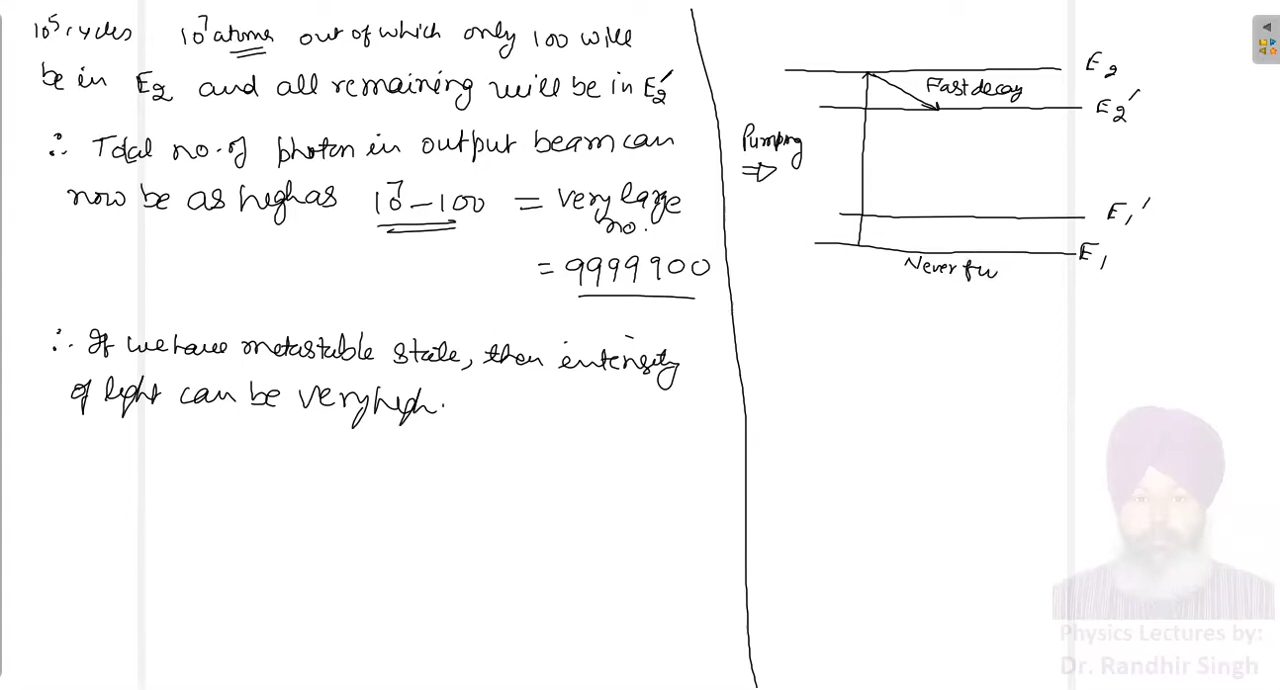 10⁵ cycles 10⁷ atoms out of which only 100 will
be in E₂ and all remaining will be in E₂′
∴ Total no. of photon in output beam can
now be as high as 10⁷ – 100 = very large
no.
= 9999900
∴ If we have metastable state, then intensity
of light can be very high.
E₂
Fast decay
E₂′
Pumping
⇒
E₁′
E₁
Never fu
Physics Lectures by:
Dr. Randhir Singh